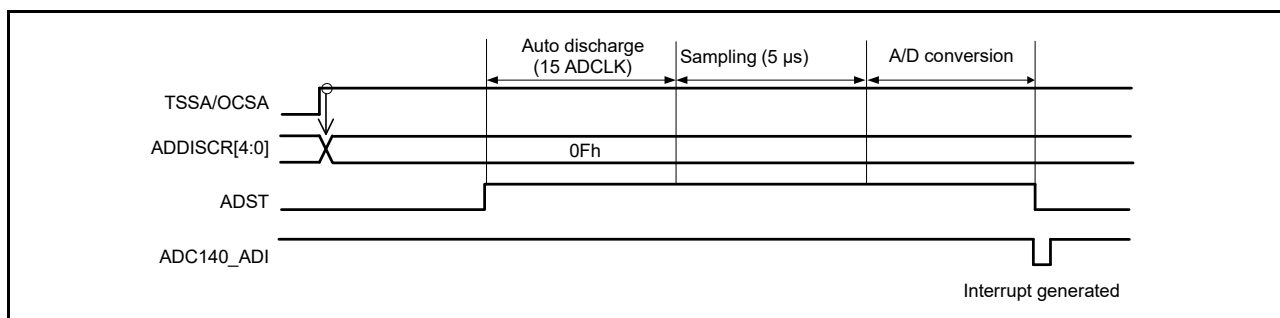 Auto discharge
(15 ADCLK)
Sampling (5 µs)
A/D conversion
TSSA/OCSA
ADDISCR[4:0]
0Fh
ADST
ADC140_ADI
Interrupt generated